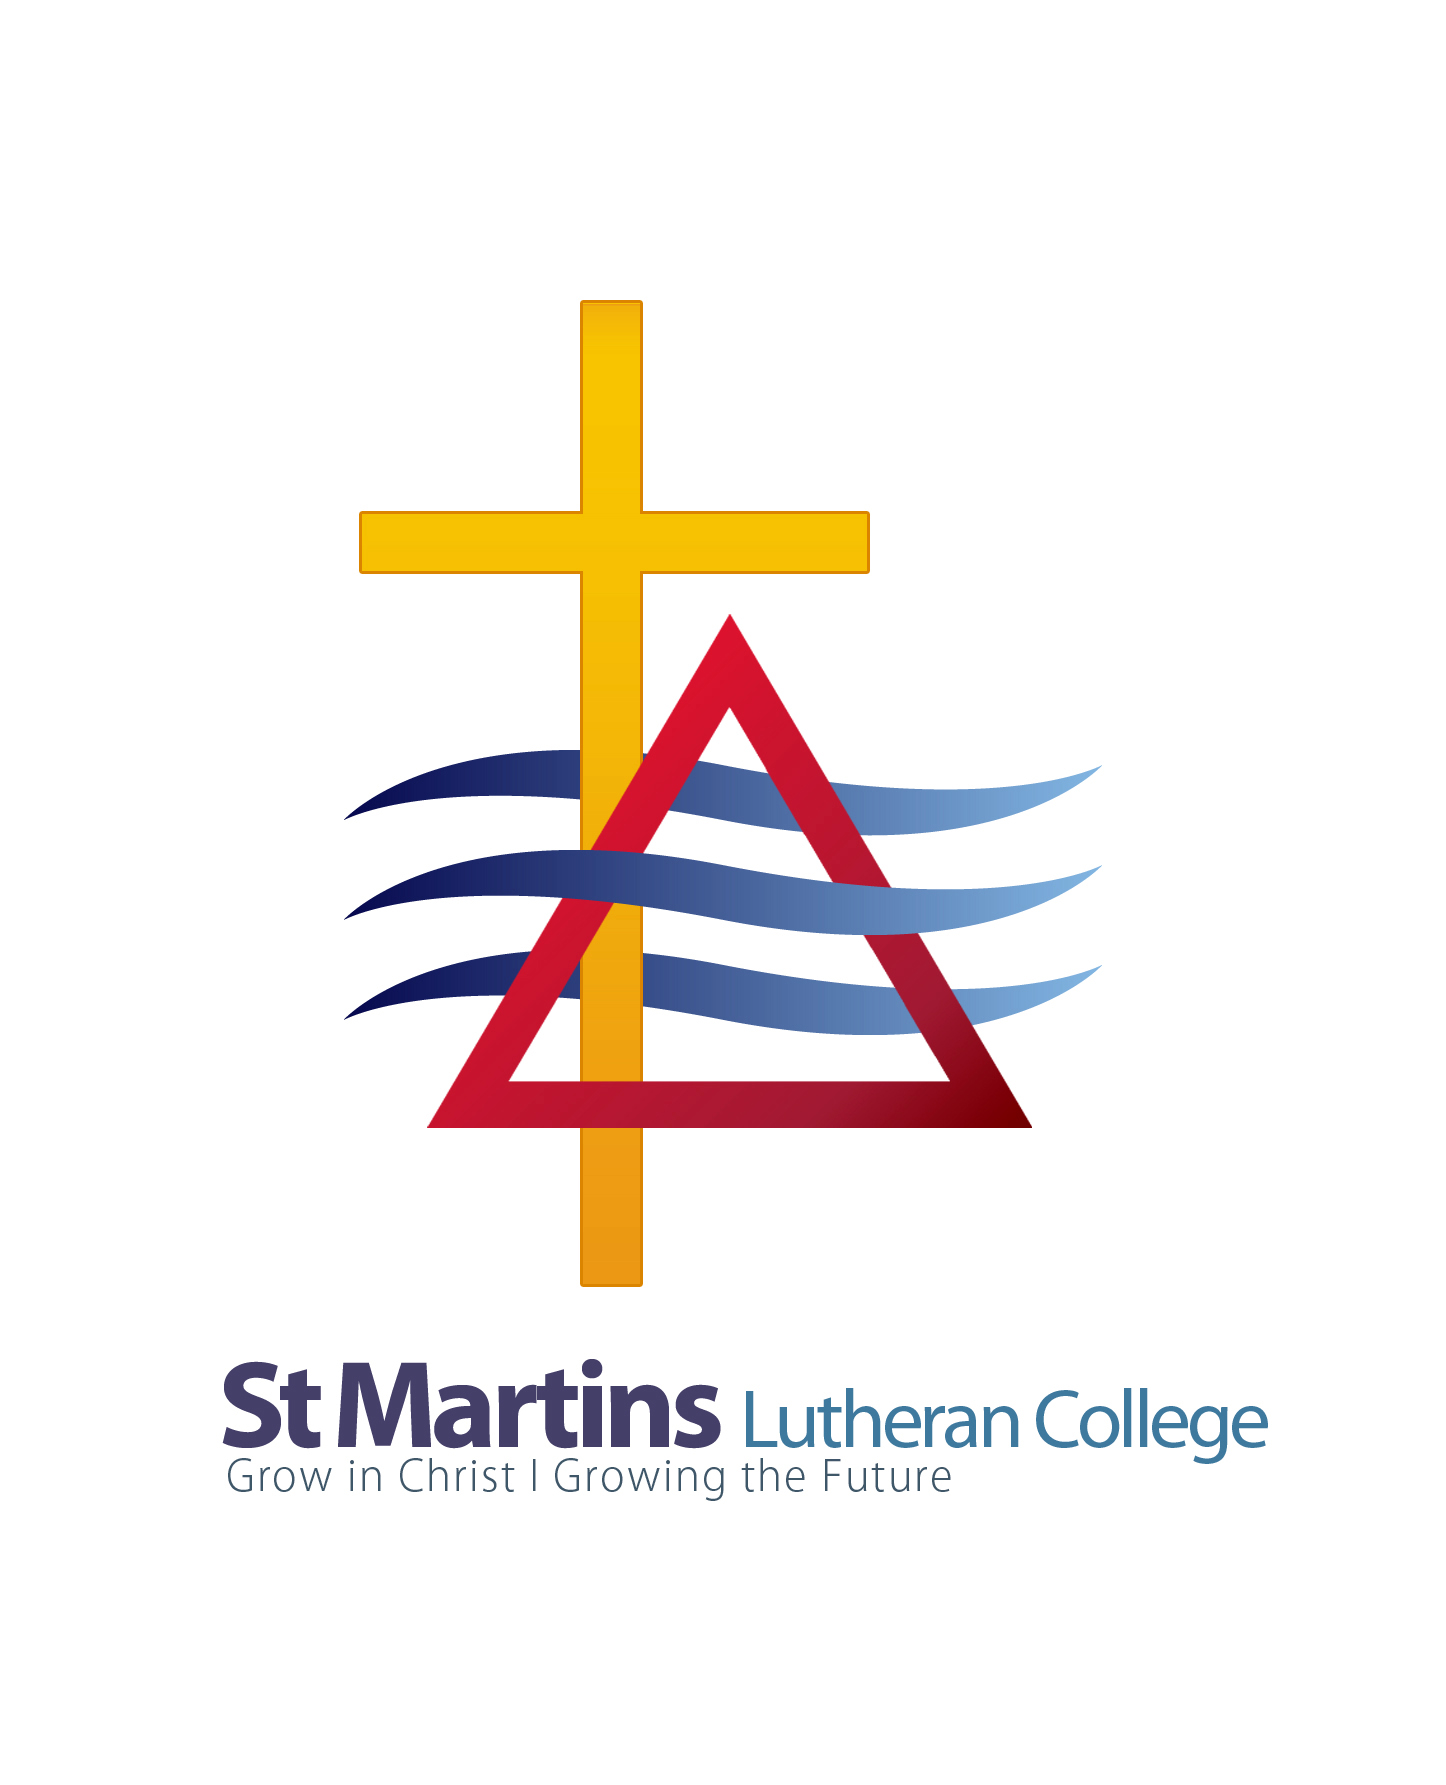 St Martins Lutheran College
Grow in Christ | Growing the Future